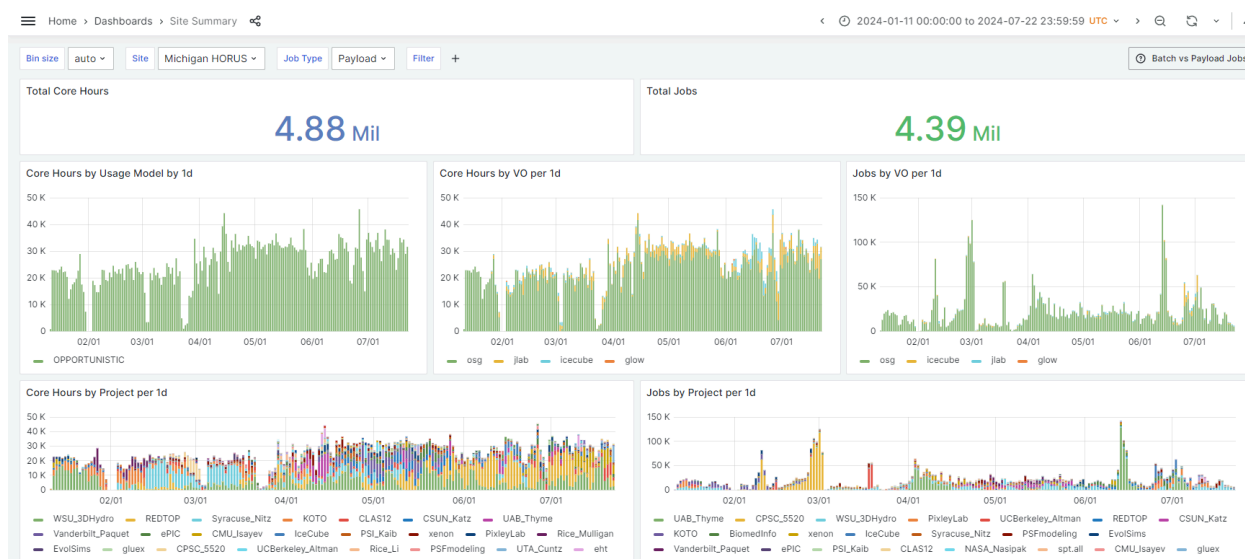 Home › Dashboards › Site Summary
2024-01-11 00:00:00 to 2024-07-22 23:59:59 UTC
Bin size auto Site Michigan HORUS Job Type Payload Filter +
Batch vs Payload Jobs
Total Core Hours
4.88 Mil
Total Jobs
4.39 Mil
Core Hours by Usage Model by 1d
50 K
40 K
30 K
20 K
10 K
0
02/01 03/01 04/01 05/01 06/01 07/01
OPPORTUNISTIC
Core Hours by VO per 1d
50 K
40 K
30 K
20 K
10 K
0
02/01 03/01 04/01 05/01 06/01 07/01
osg jlab icecube glow
Jobs by VO per 1d
150 K
100 K
50 K
0
02/01 03/01 04/01 05/01 06/01 07/01
osg icecube jlab glow
Core Hours by Project per 1d
50 K
40 K
30 K
20 K
10 K
0
02/01 03/01 04/01 05/01 06/01 07/01
WSU_3DHydro REDTOP Syracuse_Nitz KOTO CLAS12 CSUN_Katz UAB_Thyme
Vanderbilt_Paquet ePIC CMU_Isayev IceCube PSI_Kaib xenon PixleyLab Rice_Mulligan
EvolSims gluex CPSC_5520 UCBerkeley_Altman Rice_Li PSFmodeling UTA_Cuntz eht
Jobs by Project per 1d
150 K
100 K
50 K
0
02/01 03/01 04/01 05/01 06/01 07/01
UAB_Thyme CPSC_5520 WSU_3DHydro PixleyLab UCBerkeley_Altman REDTOP CSUN_Katz
KOTO BiomedInfo xenon IceCube Syracuse_Nitz PSFmodeling EvolSims
Vanderbilt_Paquet ePIC PSI_Kaib CLAS12 NASA_Nasipak spt.all CMU_Isayev gluex